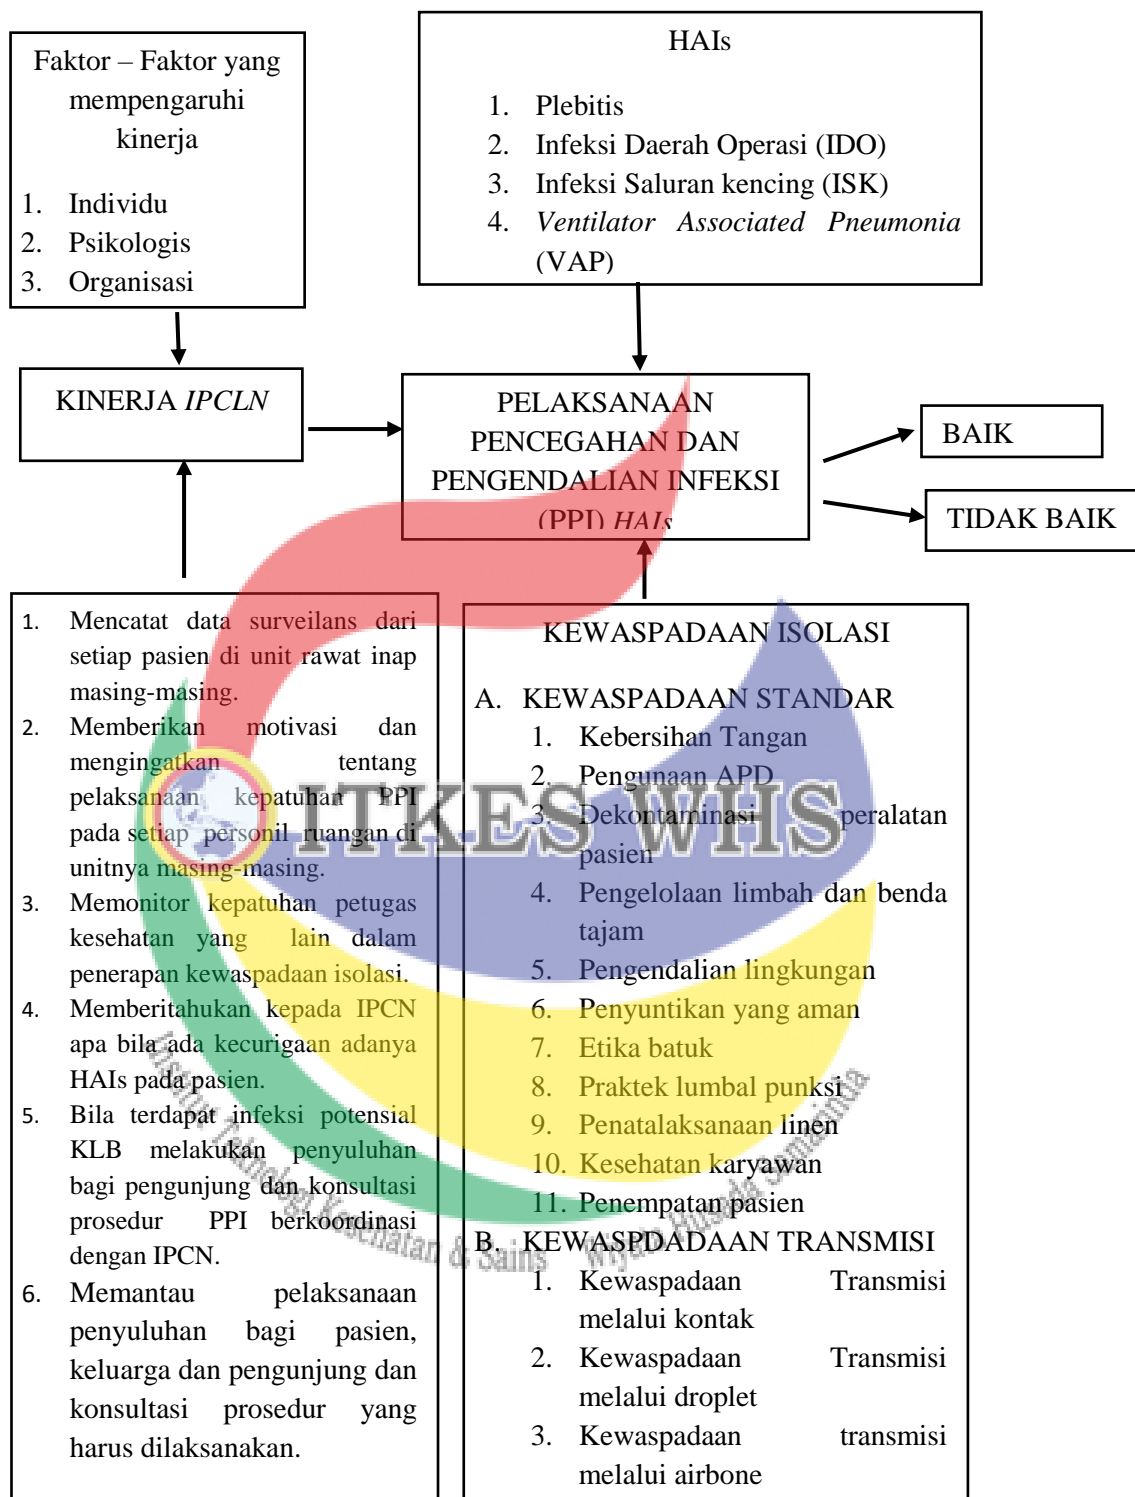 Faktor – Faktor yang
mempengaruhi
kinerja
1. Individu
2. Psikologis
3. Organisasi
HAIs
1. Plebitis
2. Infeksi Daerah Operasi (IDO)
3. Infeksi Saluran kencing (ISK)
4. Ventilator Associated Pneumonia
(VAP)
KINERJA IPCLN
PELAKSANAAN
PENCEGAHAN DAN
PENGENDALIAN INFEKSI
(PPI) HAIs
BAIK
TIDAK BAIK
1. Mencatat data surveilans dari
setiap pasien di unit rawat inap
masing-masing.
2. Memberikan motivasi dan
mengingatkan tentang
pelaksanaan kepatuhan PPI
pada setiap personil ruangan di
unitnya masing-masing.
3. Memonitor kepatuhan petugas
kesehatan yang lain dalam
penerapan kewaspadaan isolasi.
4. Memberitahukan kepada IPCN
apa bila ada kecurigaan adanya
HAIs pada pasien.
5. Bila terdapat infeksi potensial
KLB melakukan penyuluhan
bagi pengunjung dan konsultasi
prosedur PPI berkoordinasi
dengan IPCN.
6. Memantau pelaksanaan
penyuluhan bagi pasien,
keluarga dan pengunjung dan
konsultasi prosedur yang
harus dilaksanakan.
KEWASPADAAN ISOLASI
A. KEWASPADAAN STANDAR
1. Kebersihan Tangan
2. Pengunaan APD
3. Dekontaminasi peralatan
pasien
4. Pengelolaan limbah dan benda
tajam
5. Pengendalian lingkungan
6. Penyuntikan yang aman
7. Etika batuk
8. Praktek lumbal punksi
9. Penatalaksanaan linen
10. Kesehatan karyawan
11. Penempatan pasien
B. KEWASPDADAAN TRANSMISI
1. Kewaspadaan Transmisi
melalui kontak
2. Kewaspadaan Transmisi
melalui droplet
3. Kewaspadaan transmisi
melalui airbone
ITKES WHS
Institut Teknologi Kesehatan & Sains Wiyata Husada Samarinda